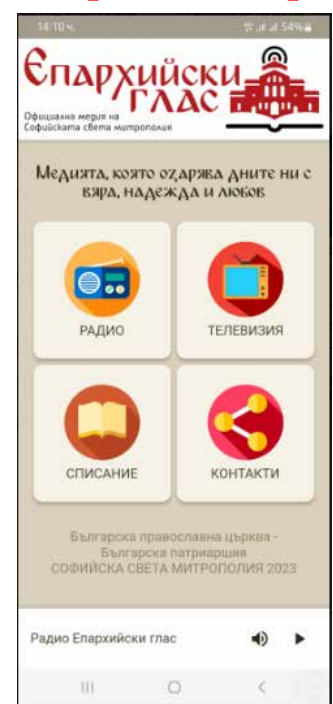 14:10 ч.
54%
Епархийски
глас
Официална медия на
Софийската света митрополия
Медията, която озарява дните ни с
вяра, надежда и любов
РАДИО
ТЕЛЕВИЗИЯ
СПИСАНИЕ
КОНТАКТИ
Българска православна църква -
Българска патриаршия
СОФИЙСКА СВЕТА МИТРОПОЛИЯ 2023
Радио Епархийски глас